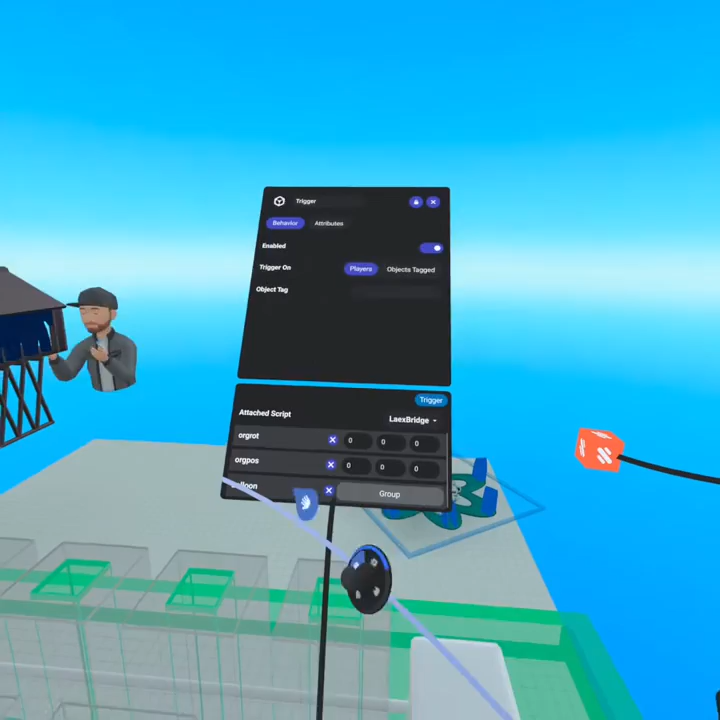 Trigger
Behavior Attributes
Enabled
Trigger On Players Objects Tagged
Object Tag
Trigger
Attached Script LaexBridge
orgrot 0 0 0
orgpos 0 0 0
Group